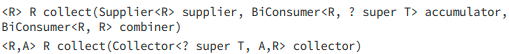 <R> R collect(Supplier<R> supplier, BiConsumer<R, ? super T> accumulator,
BiConsumer<R, R> combiner)
<R,A> R collect(Collector<? super T, A,R> collector)